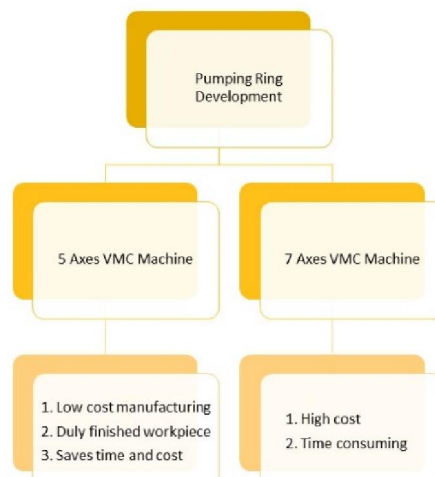 Pumping Ring
Development
5 Axes VMC Machine
7 Axes VMC Machine
1. Low cost manufacturing
2. Duly finished workpiece
3. Saves time and cost
1. High cost
2. Time consuming